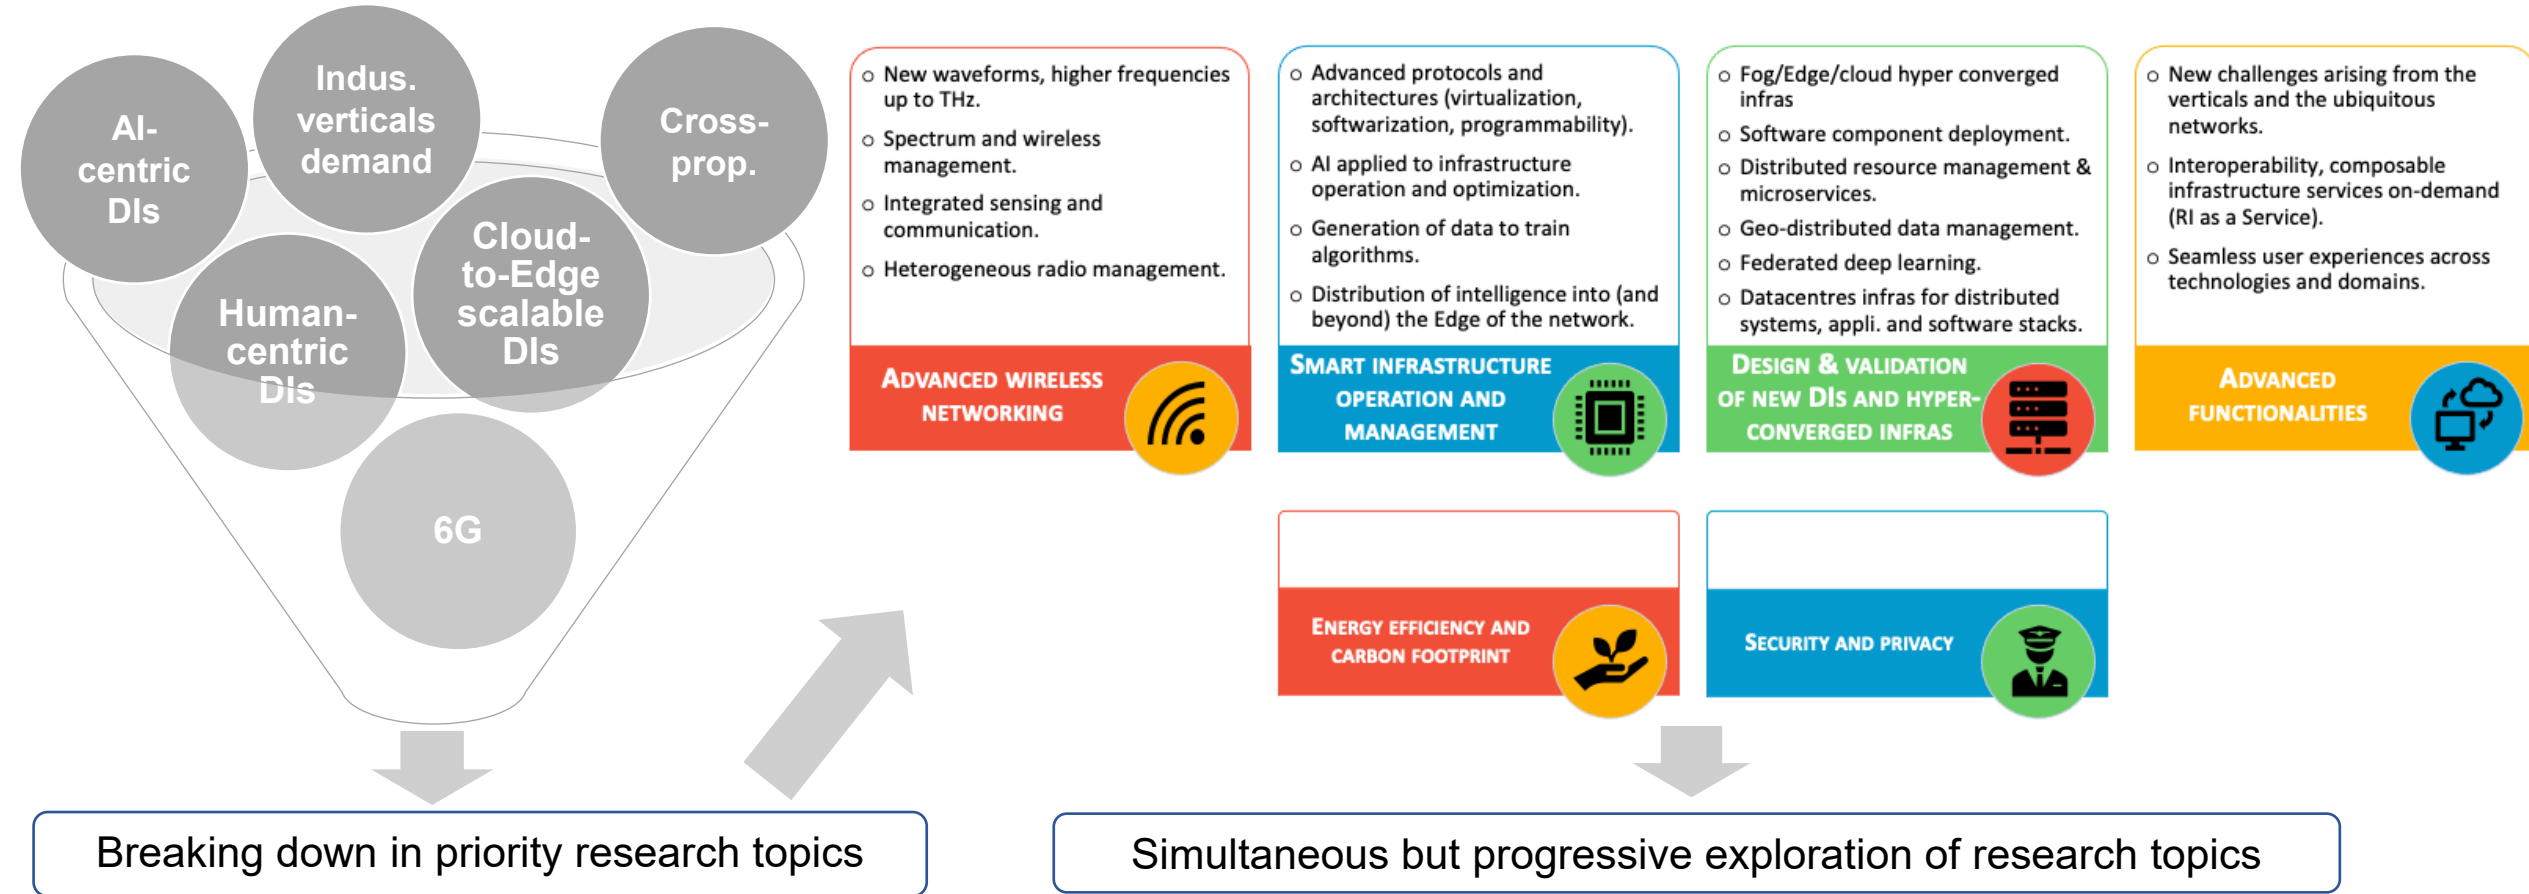 AI-
centric
DIs
Indus.
verticals
demand
Cross-
prop.
Human-
centric
DIs
Cloud-
to-Edge
scalable
DIs
6G
Breaking down in priority research topics
o New waveforms, higher frequencies
up to THz.
o Spectrum and wireless
management.
o Integrated sensing and
communication.
o Heterogeneous radio management.
ADVANCED WIRELESS
NETWORKING
o Advanced protocols and
architectures (virtualization,
softwarization, programmability).
o AI applied to infrastructure
operation and optimization.
o Generation of data to train
algorithms.
o Distribution of intelligence into (and
beyond) the Edge of the network.
SMART INFRASTRUCTURE
OPERATION AND
MANAGEMENT
o Fog/Edge/cloud hyper converged
infras
o Software component deployment.
o Distributed resource management &
microservices.
o Geo-distributed data management.
o Federated deep learning.
o Datacentres infras for distributed
systems, appli. and software stacks.
DESIGN & VALIDATION
OF NEW DIS AND HYPER-
CONVERGED INFRAS
o New challenges arising from the
verticals and the ubiquitous
networks.
o Interoperability, composable
infrastructure services on-demand
(RI as a Service).
o Seamless user experiences across
technologies and domains.
ADVANCED
FUNCTIONALITIES
ENERGY EFFICIENCY AND
CARBON FOOTPRINT
SECURITY AND PRIVACY
Simultaneous but progressive exploration of research topics